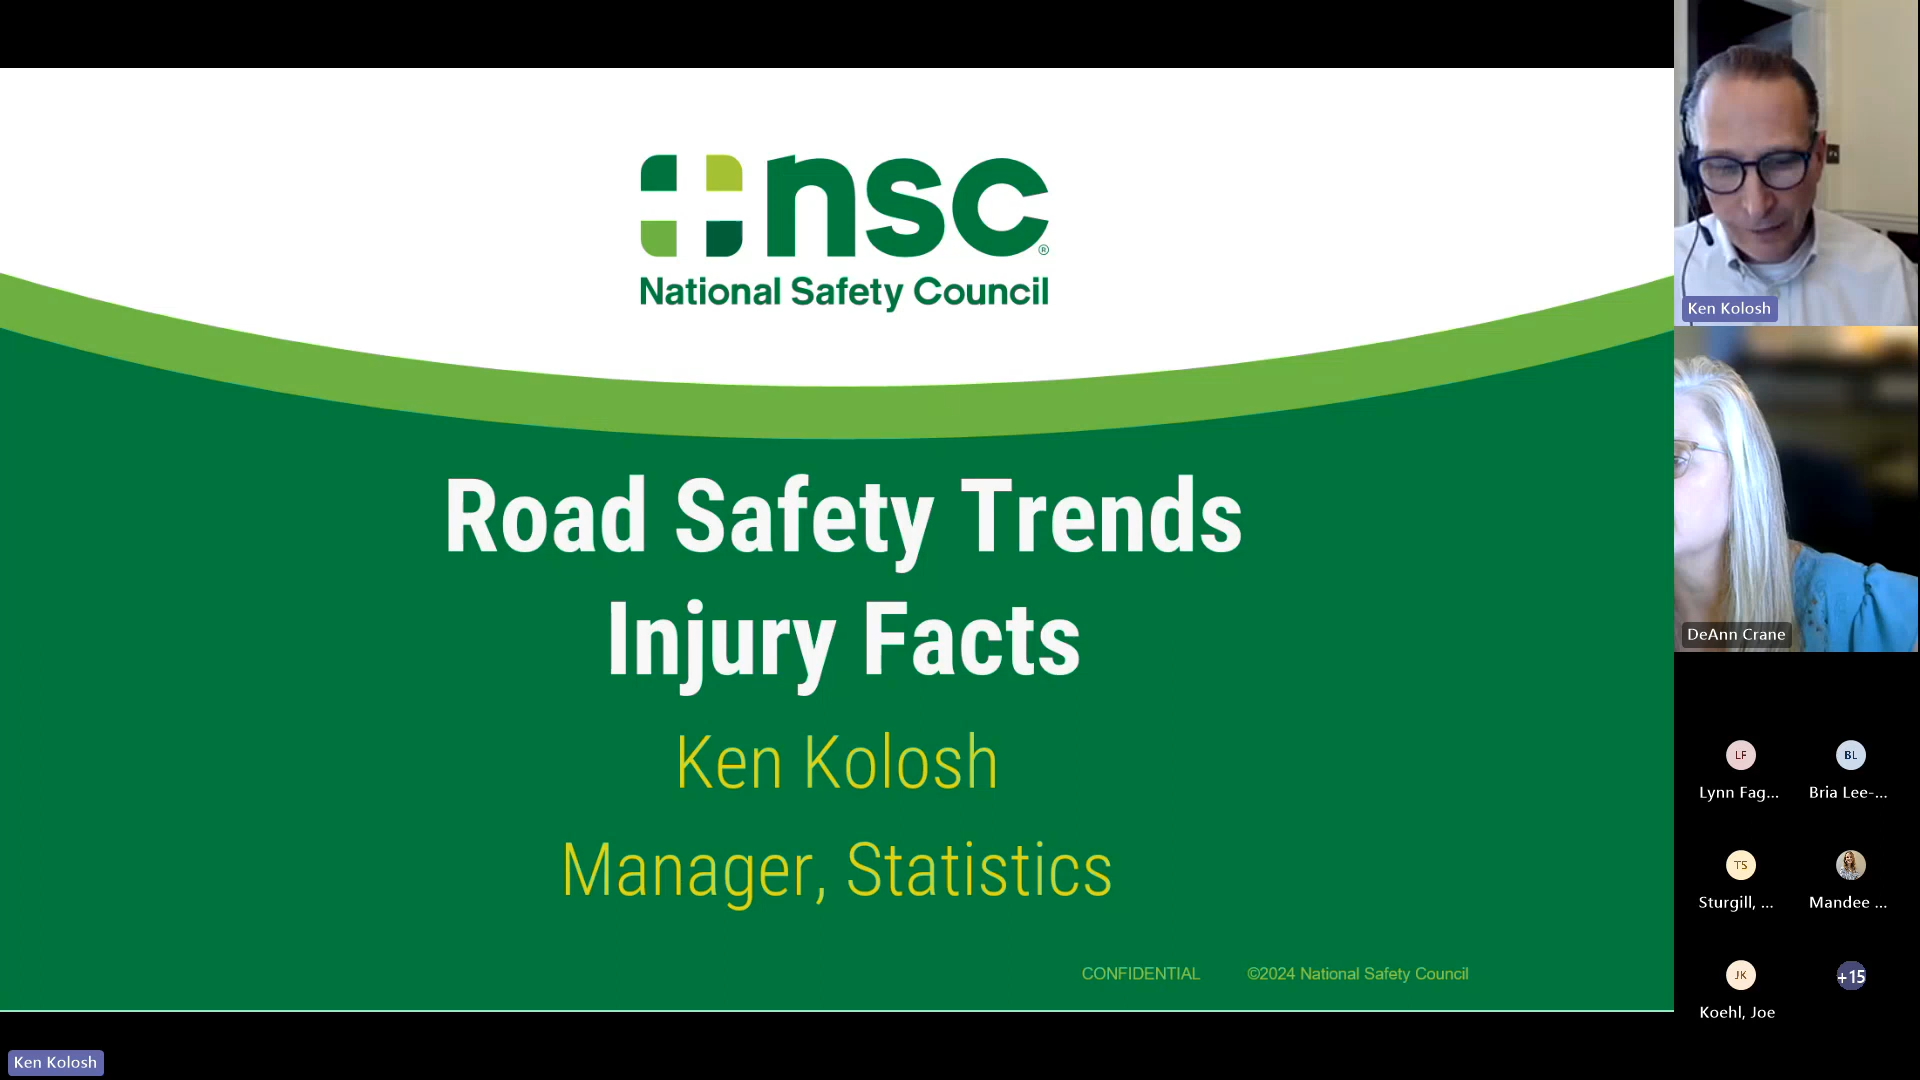 nsc®
National Safety Council
Road Safety Trends
Injury Facts
Ken Kolosh
Manager, Statistics
CONFIDENTIAL ©2024 National Safety Council
Ken Kolosh
Ken Kolosh
DeAnn Crane
LF BL
Lynn Fag... Bria Lee-...
TS
Sturgill, ... Mandee ...
JK +15
Koehl, Joe